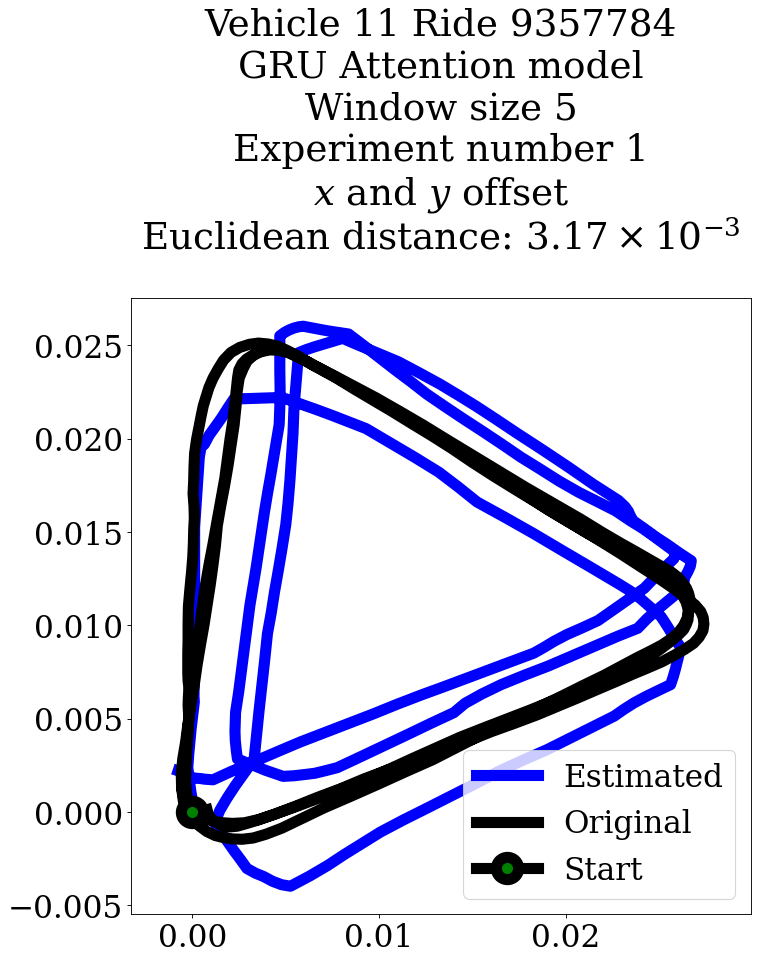 Vehicle 11 Ride 9357784
GRU Attention model
Window size 5
Experiment number 1
x and y offset
Euclidean distance: 3.17 × 10⁻³
0.025
0.020
0.015
0.010
0.005
0.000
−0.005
0.00 0.01 0.02
Estimated
Original
Start